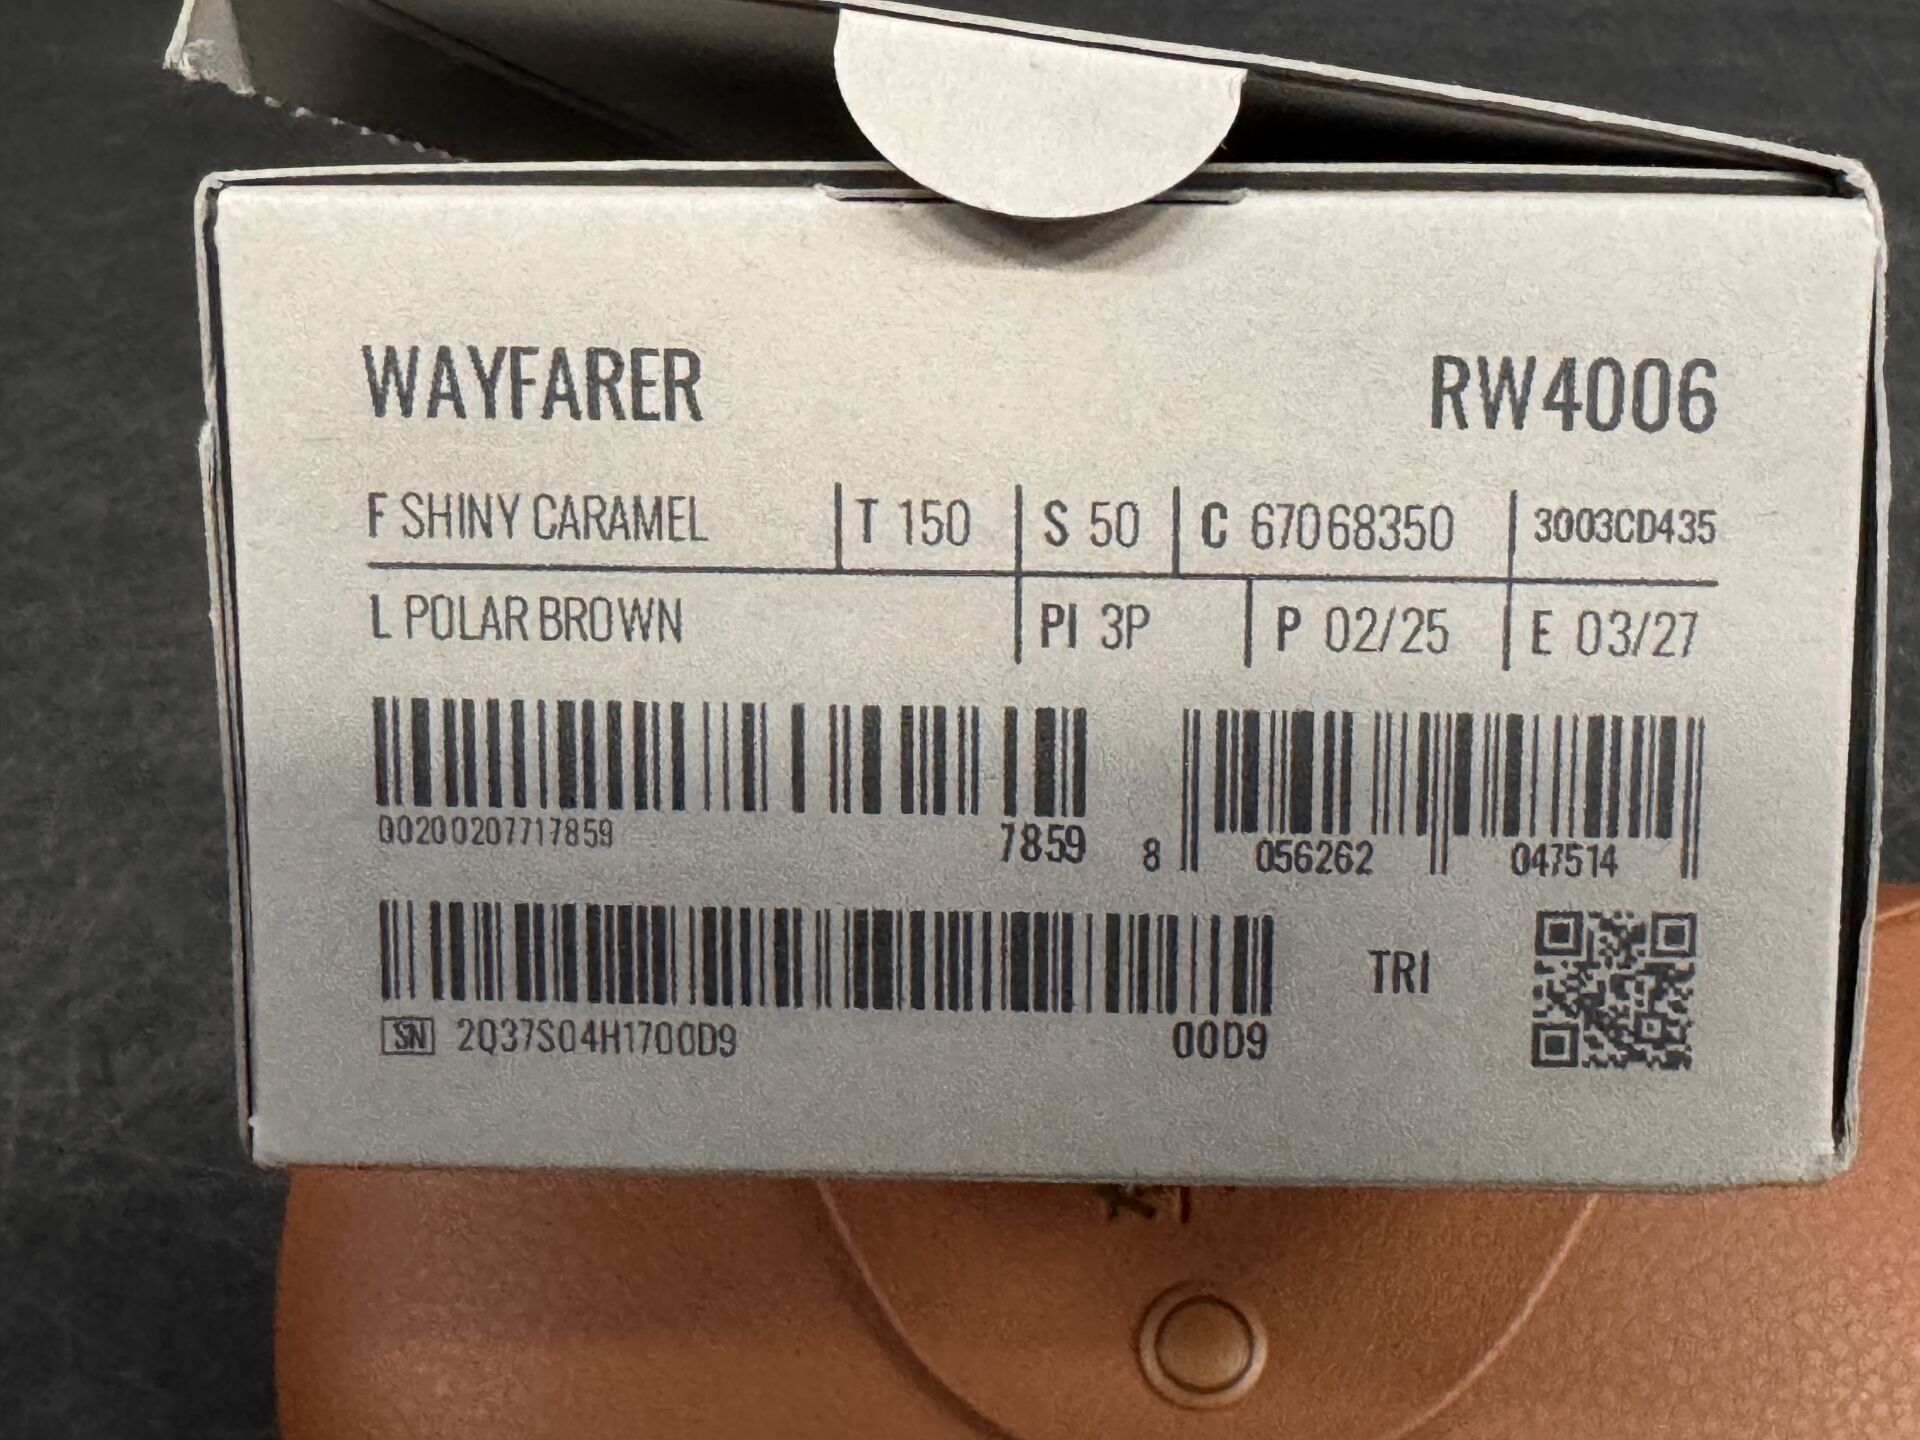 WAYFARER RW4006
F SHINY CARAMEL T 150 S 50 C 67068350 3003CD435
L POLAR BROWN PI 3P P 02/25 E 03/27
00200207717859 7859 8 056262 047514
SN 2Q37S04H1700D9 00D9 TRI